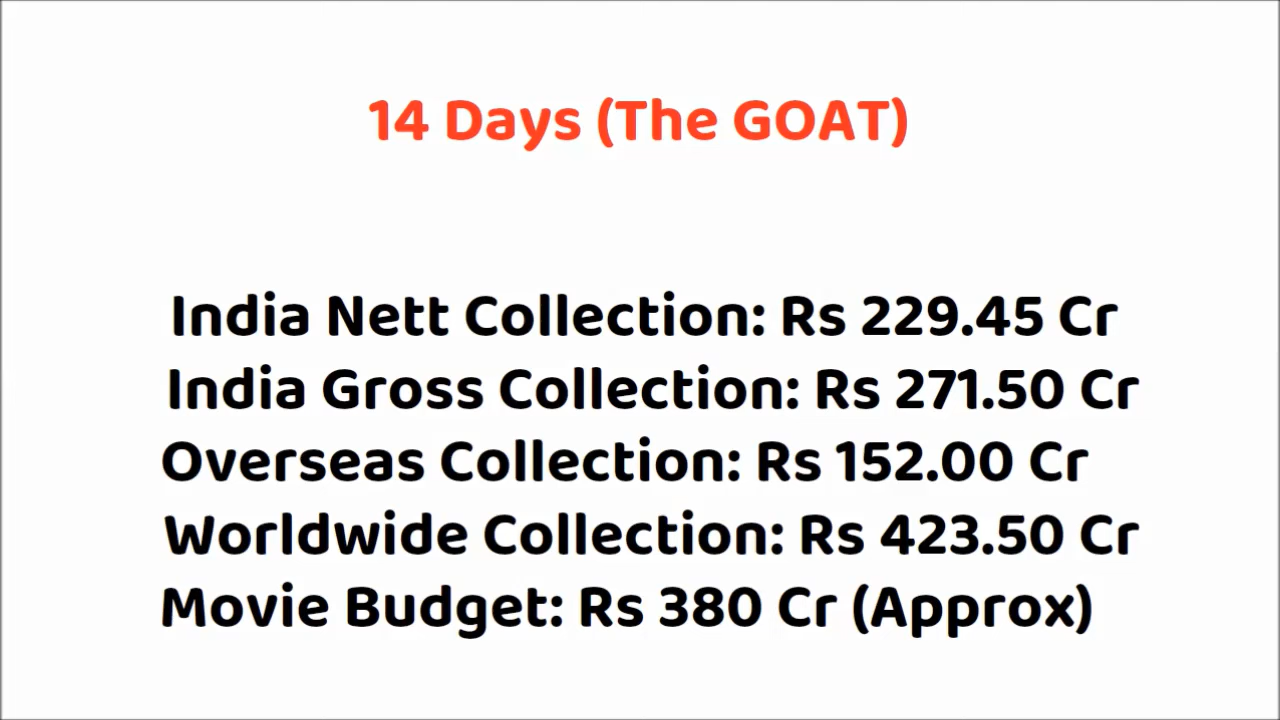 14 Days (The GOAT)
India Nett Collection: Rs 229.45 Cr
India Gross Collection: Rs 271.50 Cr
Overseas Collection: Rs 152.00 Cr
Worldwide Collection: Rs 423.50 Cr
Movie Budget: Rs 380 Cr (Approx)